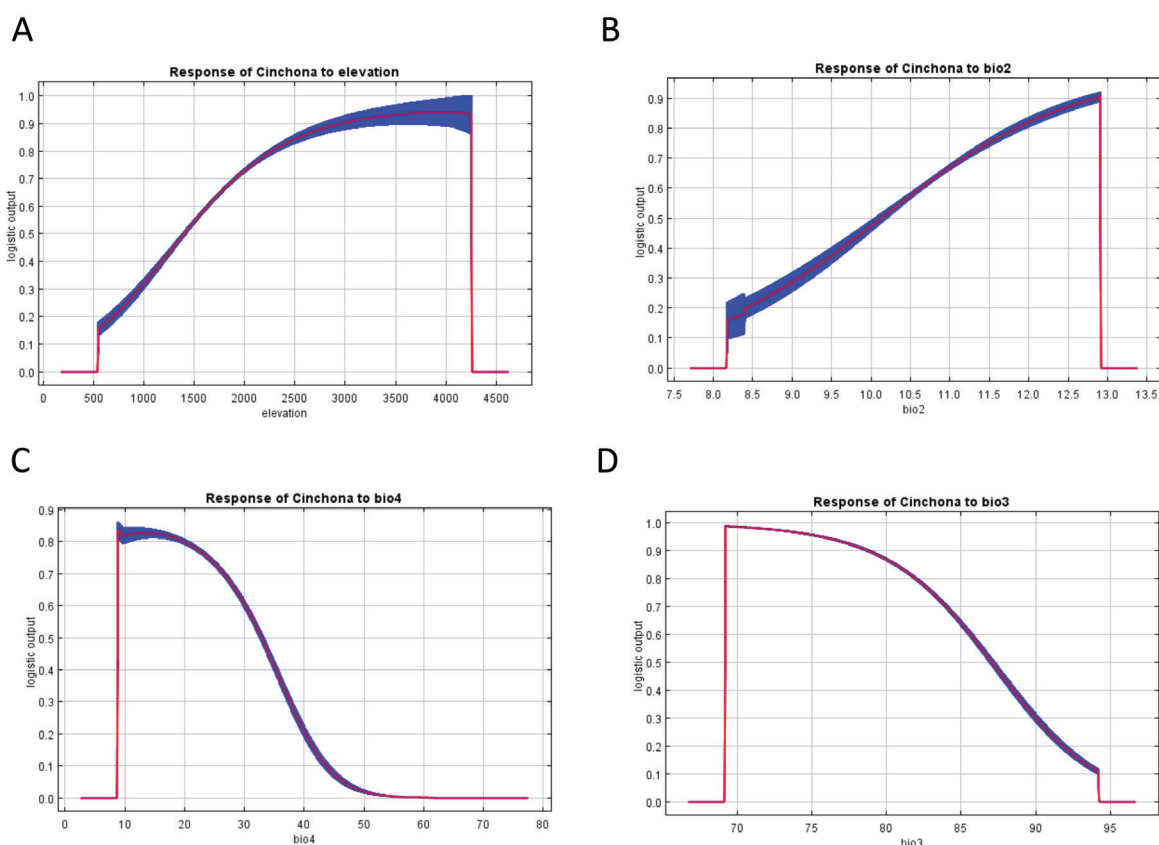 A
Response of Cinchona to elevation
logistic output
1.0
0.9
0.8
0.7
0.6
0.5
0.4
0.3
0.2
0.1
0.0
0 500 1000 1500 2000 2500 3000 3500 4000 4500
elevation
B
Response of Cinchona to bio2
logistic output
0.9
0.8
0.7
0.6
0.5
0.4
0.3
0.2
0.1
0.0
7.5 8.0 8.5 9.0 9.5 10.0 10.5 11.0 11.5 12.0 12.5 13.0 13.5
bio2
C
Response of Cinchona to bio4
logistic output
0.9
0.8
0.7
0.6
0.5
0.4
0.3
0.2
0.1
0.0
0 10 20 30 40 50 60 70 80
bio4
D
Response of Cinchona to bio3
logistic output
1.0
0.9
0.8
0.7
0.6
0.5
0.4
0.3
0.2
0.1
0.0
70 75 80 85 90 95
bio3